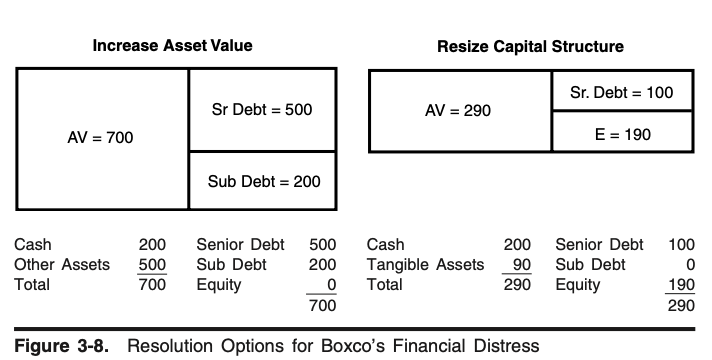 Increase Asset Value
AV = 700
Sr Debt = 500
Sub Debt = 200
Cash 200 Senior Debt 500
Other Assets 500 Sub Debt 200
Total 700 Equity 0
700
Resize Capital Structure
AV = 290
Sr. Debt = 100
E = 190
Cash 200 Senior Debt 100
Tangible Assets 90 Sub Debt 0
Total 290 Equity 190
290
Figure 3-8. Resolution Options for Boxco's Financial Distress